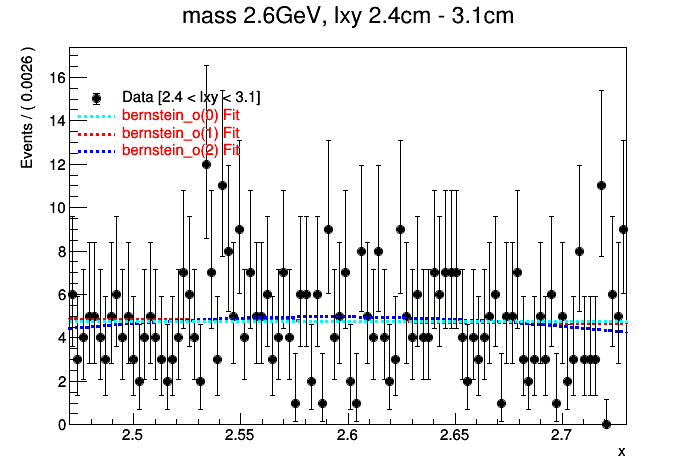 mass 2.6GeV, lxy 2.4cm - 3.1cm
Events / ( 0.0026 )
16
14
12
10
8
6
4
2
0
Data [2.4 < lxy < 3.1]
bernstein_o(0) Fit
bernstein_o(1) Fit
bernstein_o(2) Fit
2.5 2.55 2.6 2.65 2.7
x